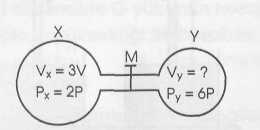 X
Y
M
Vₓ = 3V
Pₓ = 2P
Vᵧ = ?
Pᵧ = 6P